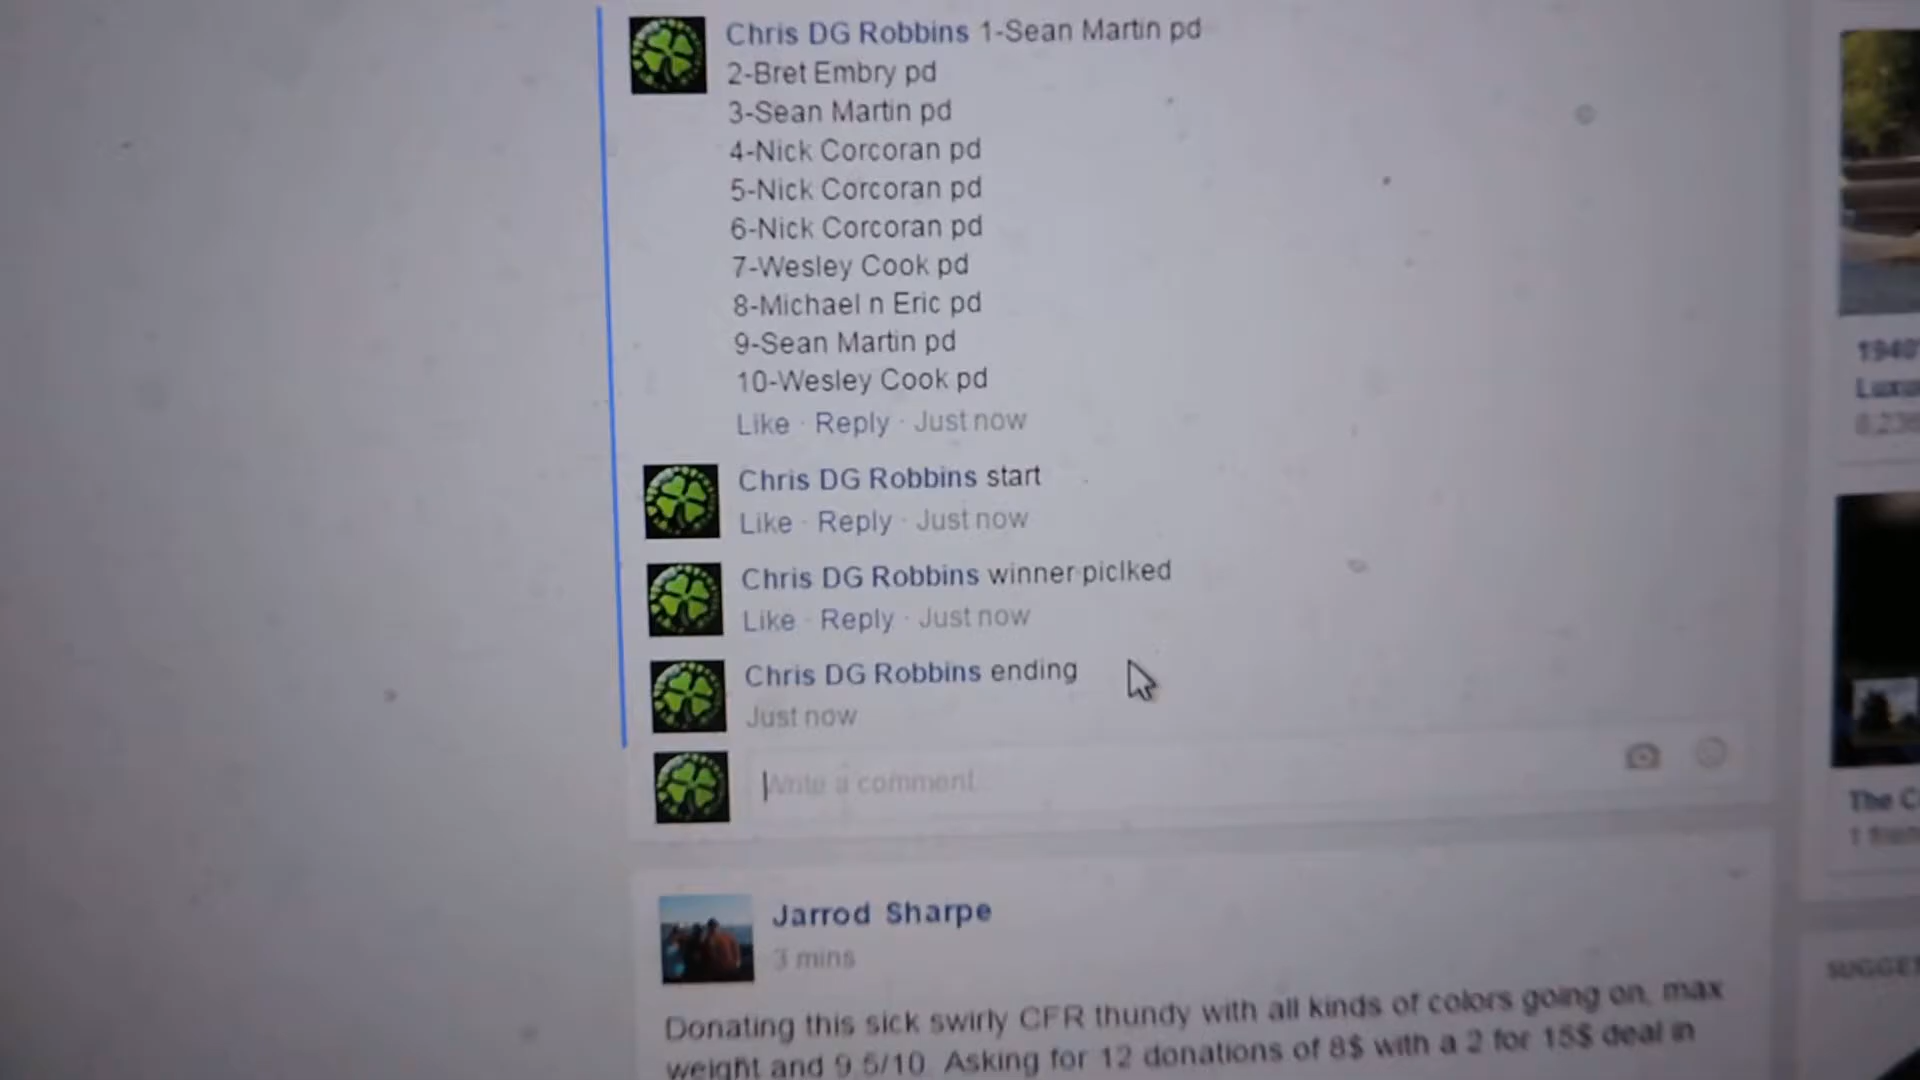 Chris DG Robbins 1-Sean Martin pd
2-Bret Embry pd
3-Sean Martin pd
4-Nick Corcoran pd
5-Nick Corcoran pd
6-Nick Corcoran pd
7-Wesley Cook pd
8-Michael n Eric pd
9-Sean Martin pd
10-Wesley Cook pd
Like · Reply · Just now
Chris DG Robbins start
Like · Reply · Just now
Chris DG Robbins winner piclked
Like · Reply · Just now
Chris DG Robbins ending
Just now
Write a comment...
Jarrod Sharpe
3 mins
Donating this sick swirly CFR thundy with all kinds of colors going on, max
weight and 9.5/10. Asking for 12 donations of 8$ with a 2 for 15$ deal in
1940'
The C